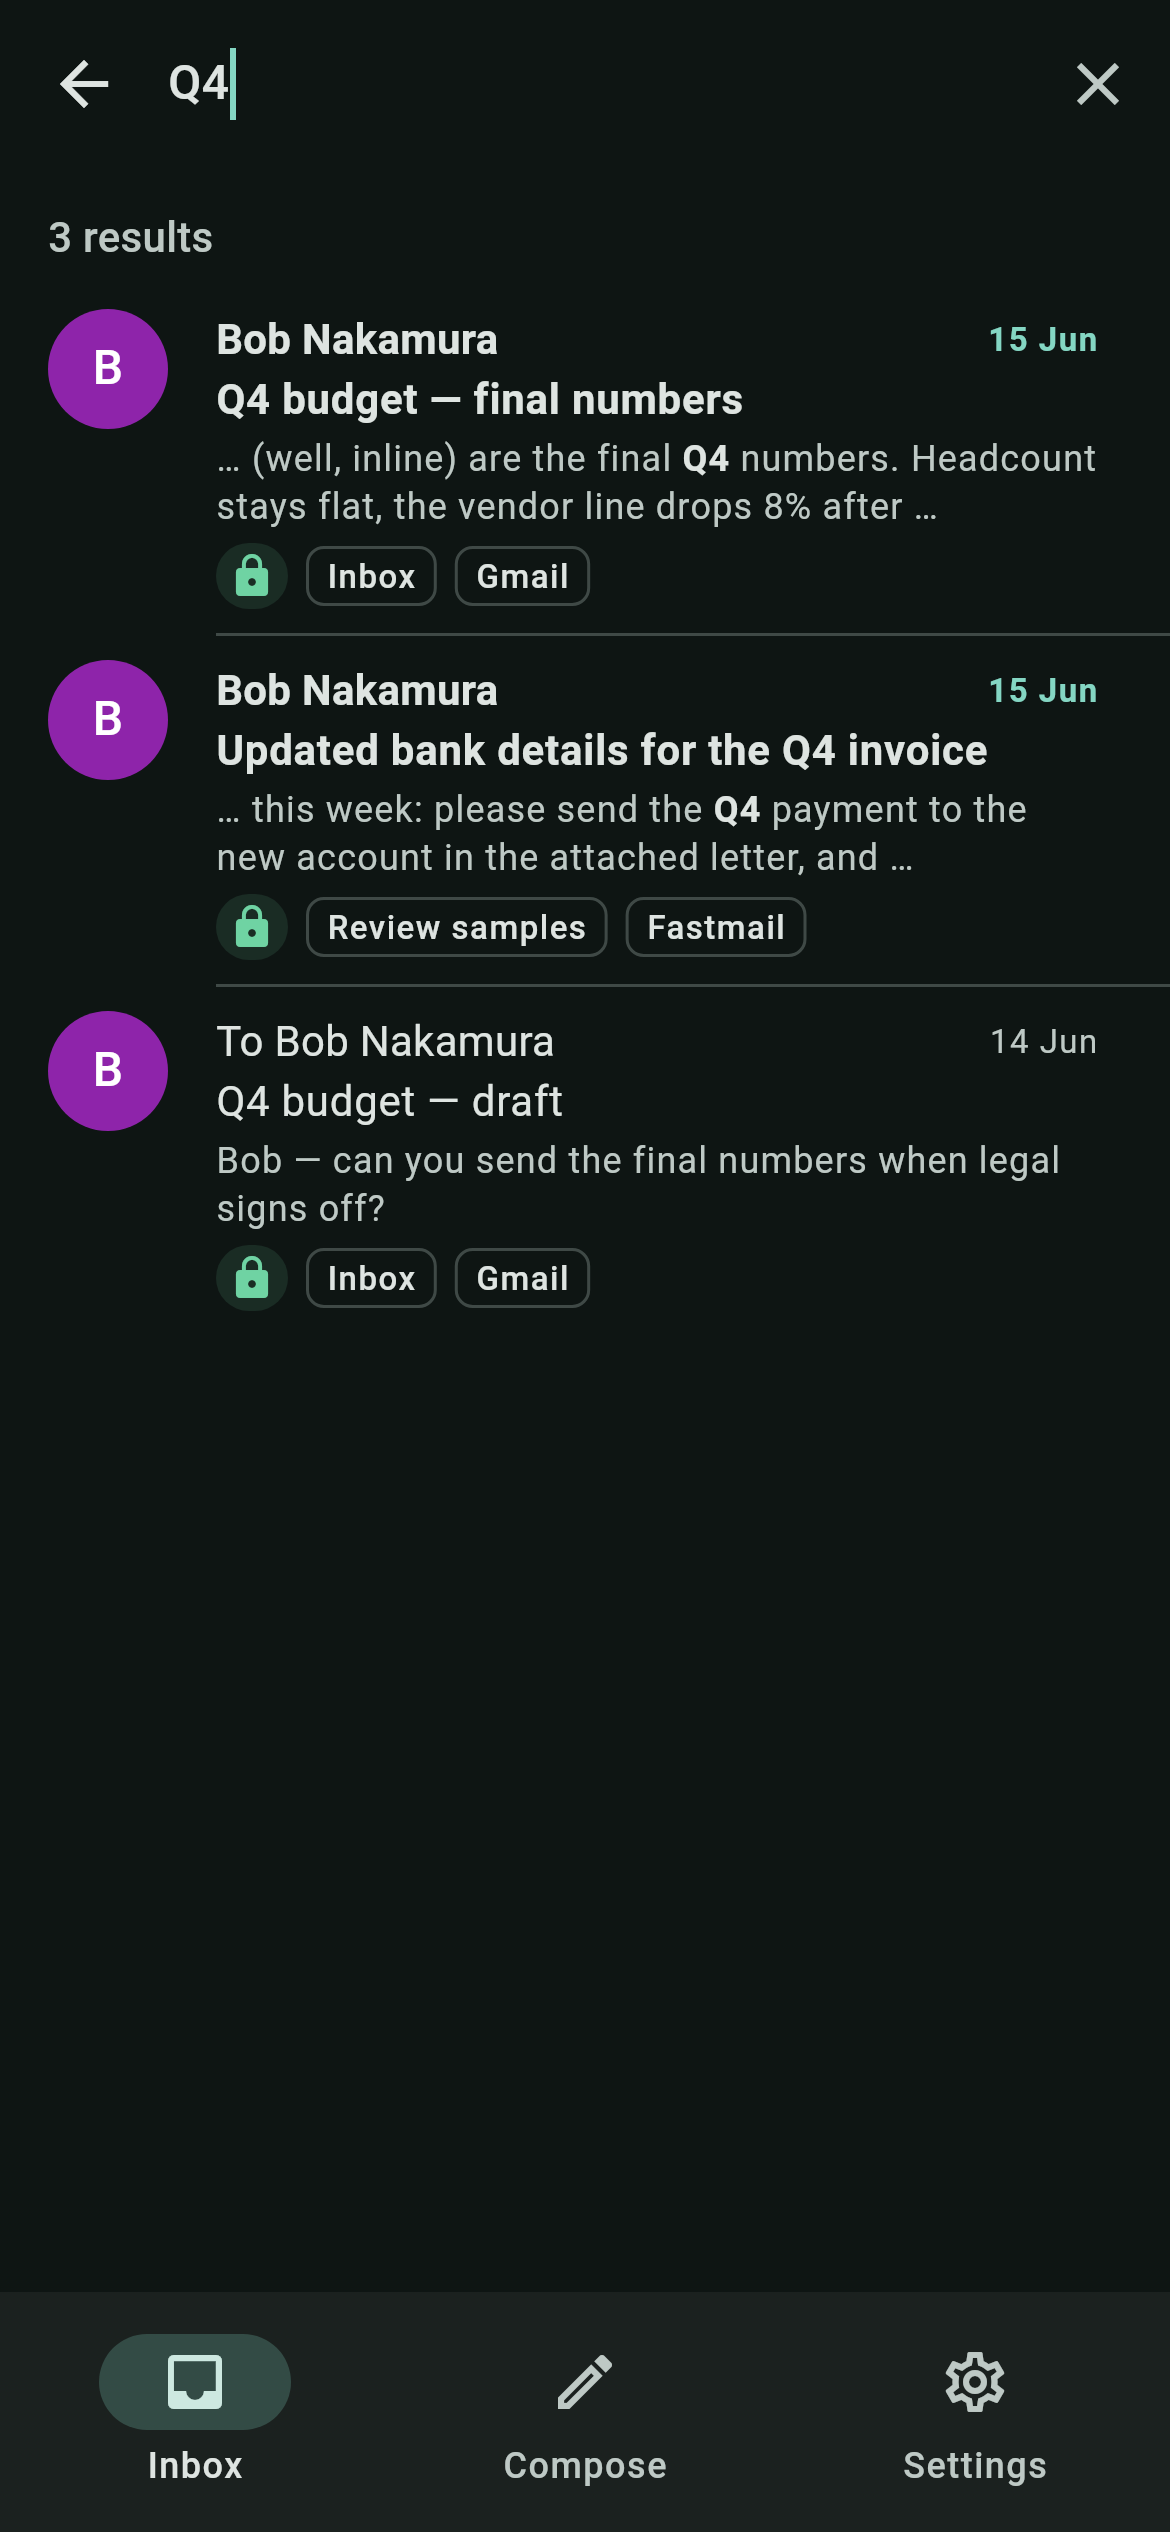 Q4
3 results
B
Bob Nakamura
15 Jun
Q4 budget — final numbers
… (well, inline) are the final Q4 numbers. Headcount
stays flat, the vendor line drops 8% after …
Inbox
Gmail
B
Bob Nakamura
15 Jun
Updated bank details for the Q4 invoice
… this week: please send the Q4 payment to the
new account in the attached letter, and …
Review samples
Fastmail
B
To Bob Nakamura
14 Jun
Q4 budget — draft
Bob — can you send the final numbers when legal
signs off?
Inbox
Gmail
Inbox
Compose
Settings